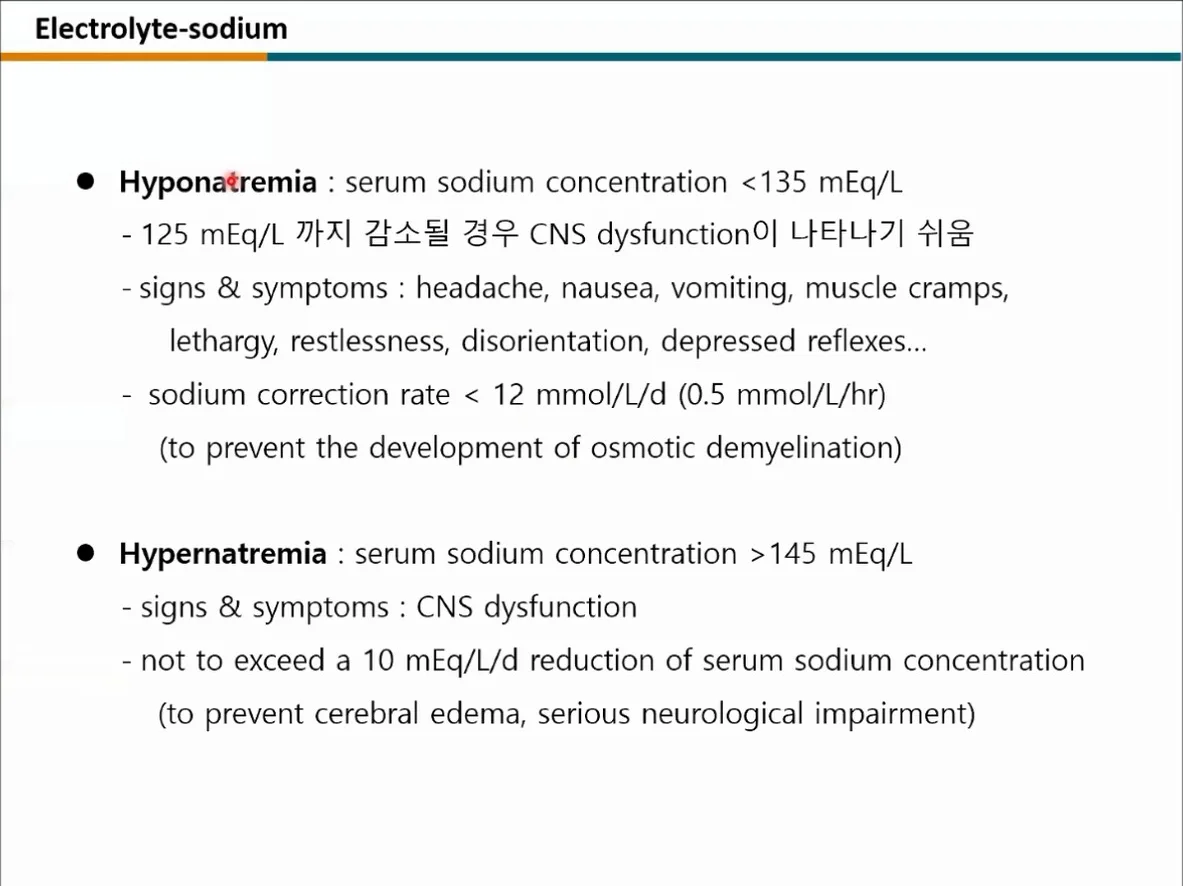 Electrolyte-sodium
● Hyponatremia : serum sodium concentration <135 mEq/L
- 125 mEq/L 까지 감소될 경우 CNS dysfunction이 나타나기 쉬움
- signs & symptoms : headache, nausea, vomiting, muscle cramps,
lethargy, restlessness, disorientation, depressed reflexes...
- sodium correction rate < 12 mmol/L/d (0.5 mmol/L/hr)
(to prevent the development of osmotic demyelination)
● Hypernatremia : serum sodium concentration >145 mEq/L
- signs & symptoms : CNS dysfunction
- not to exceed a 10 mEq/L/d reduction of serum sodium concentration
(to prevent cerebral edema, serious neurological impairment)